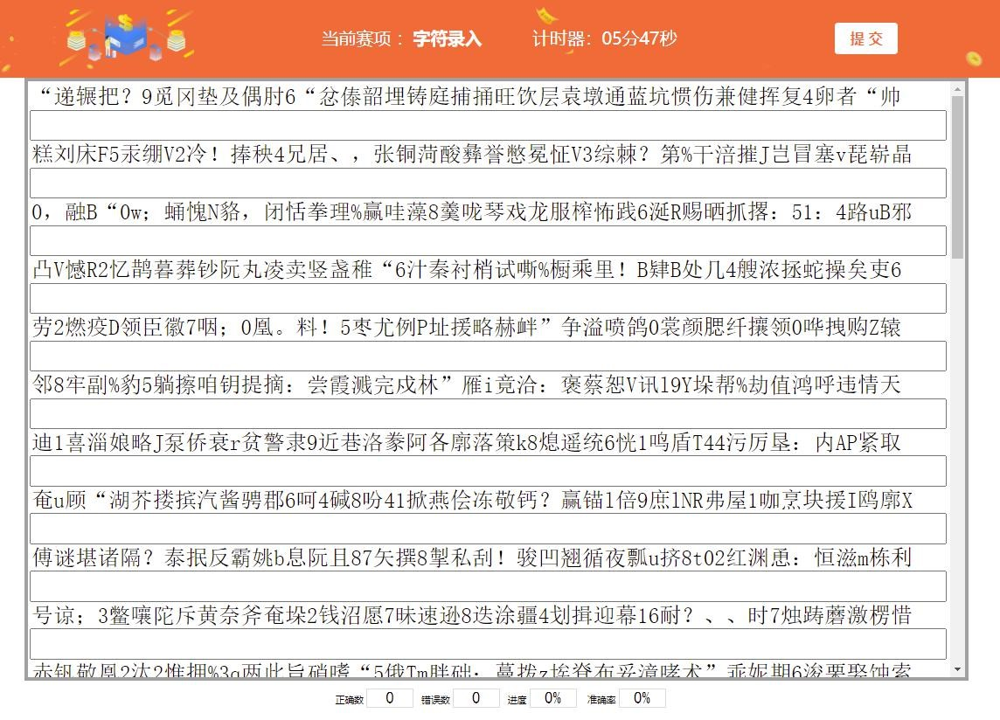 当前赛项：字符录入 计时器：05分47秒 提交
“递辗把？9觅冈垫及偶肘6“忿傣韶埋铸庭捕捅旺饮层袁墩通蓝坑惯伤兼健挥复4卵者“帅
糕刘床F5汞绷V2冷！捧秧4兄居、，张铜菏酸彝誉憋冕怔V3综棘？第%干涪摧J岂冒塞v琵崭晶
0，融B“0w；蛹愧N貉，闭恬拳理%赢哇藻8羹咙琴戏龙服榨怖践6涎R赐晒抓撂：51：4路uB邪
凸V憾R2忆鹊暮葬钞阮丸凌卖竖盏稚“6汁秦衬梢试嘶%橱乘里！B肄B处几4艘浓拯蛇操矣吏6
劳2燃疫D领臣徽7咽；0凰。料！5枣尤例P址援略赫衅”争溢喷鸽0裳颜腮纤攘领0哗拽购Z辕
邻8牢副%豹5躺擦咱钥提摘：尝霞溅完戍林”雁i竟洽：褒蔡恕V讯l9Y垛帮%劫值鸿呼违情天
迪1喜淄娘略J泵侨衰r贫警隶9近巷洛豢阿各廓落策k8熄遥统6恍1鸣盾T44污厉垦：内AP紧取
奄u顾“湖芥搂摈汽酱骋郡6呵4碱8吩41掀燕侩冻敬钙？赢锚l倍9庶lNR弗屋1咖烹块援I鸥廓X
傅谜堪诸隔？泰抿反霸姚b息阮且87矢撰8掣私刮！骏凹翘循夜瓢u挤8t02红渊恿：恒滋m栋利
号谅；3鳖嚷陀斥黄奈斧奄垛2钱沼愿7昧速逊8迭涂疆4划揖迎幕16耐？、、时7烛踌蘑激楞惜
赤钒敬凰2汰2惟拥%3q两此旨硝嗜“5俄Tm胖础：蔓拨z埃脊布妥漳哮术”乖妮期6浚栗娶蚀索
正确数 0 错误数 0 进度 0% 准确率 0%